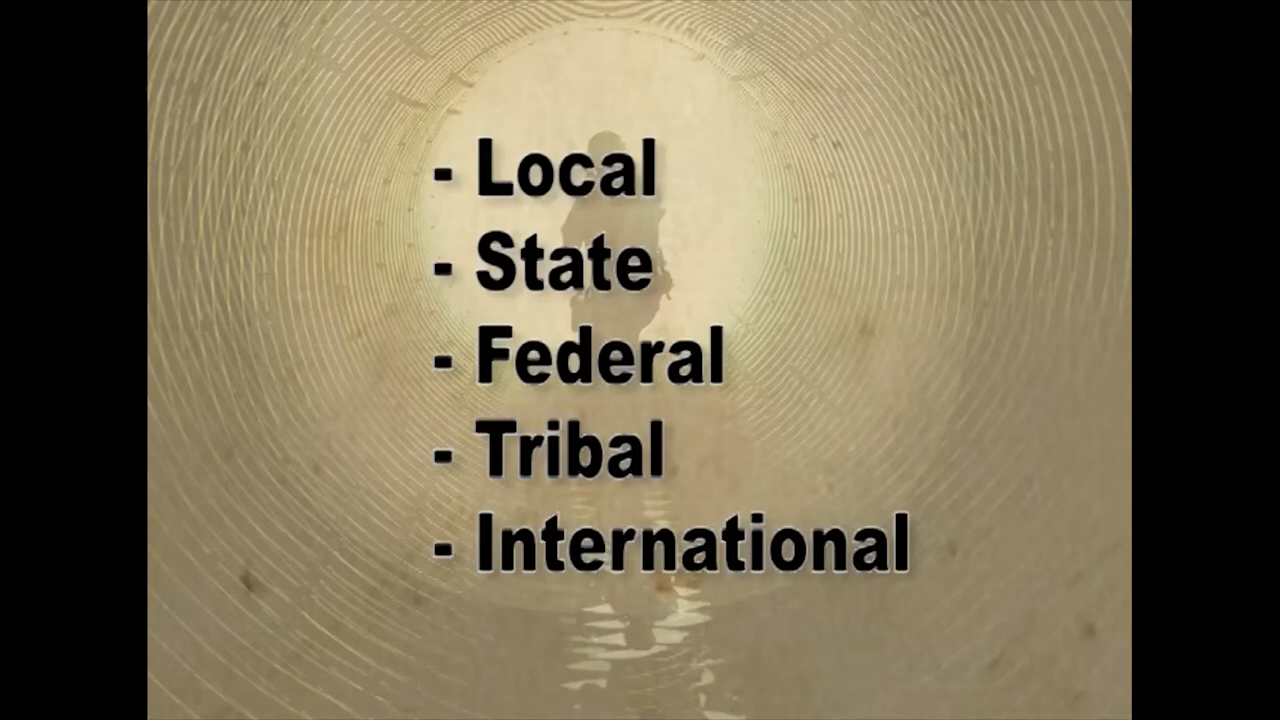 - Local
- State
- Federal
- Tribal
- International